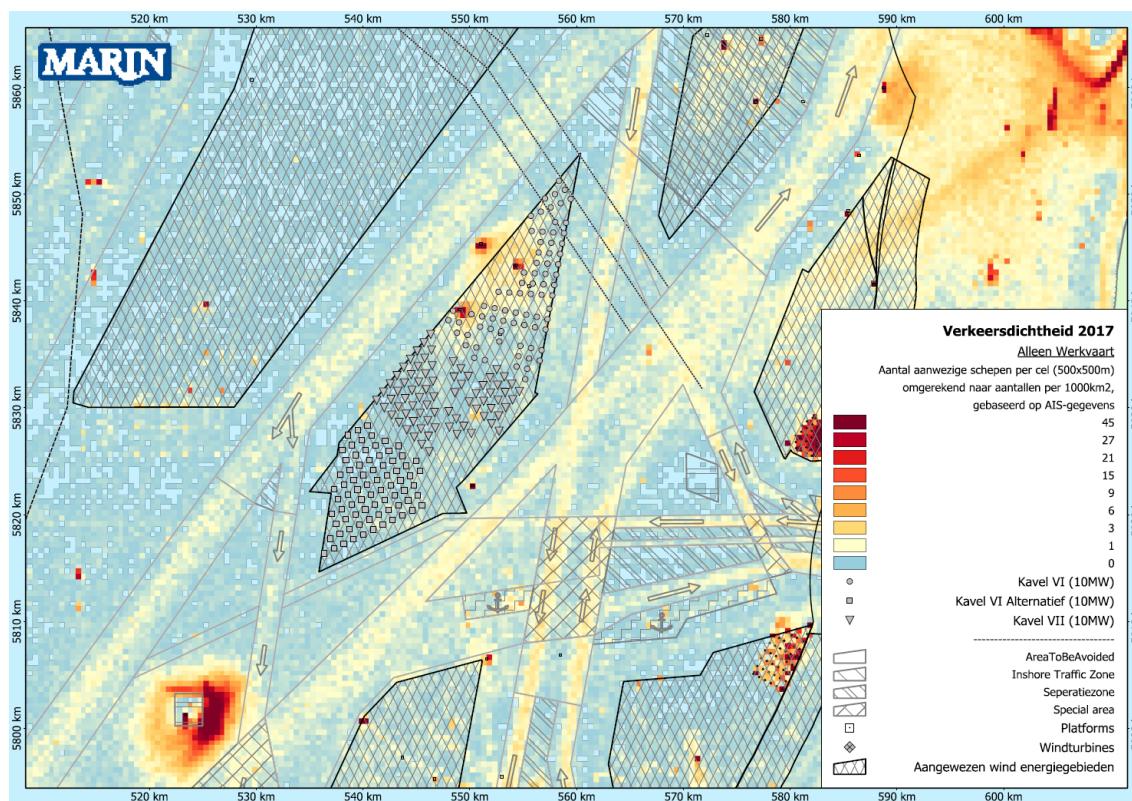 520 km 530 km 540 km 550 km 560 km 570 km 580 km 590 km 600 km
MARIN
5860 km
5850 km
5840 km
5830 km
5820 km
5810 km
5800 km
Verkeersdichtheid 2017
Alleen Werkvaart
Aantal aanwezige schepen per cel (500x500m)
omgerekend naar aantallen per 1000km2,
gebaseerd op AIS-gegevens
45
27
21
15
9
6
3
1
0
Kavel VI (10MW)
Kavel VI Alternatief (10MW)
Kavel VII (10MW)
----------------------------------
AreaToBeAvoided
Inshore Traffic Zone
Seperatiezone
Special area
Platforms
Windturbines
Aangewezen wind energiegebieden
520 km 530 km 540 km 550 km 560 km 570 km 580 km 590 km 600 km